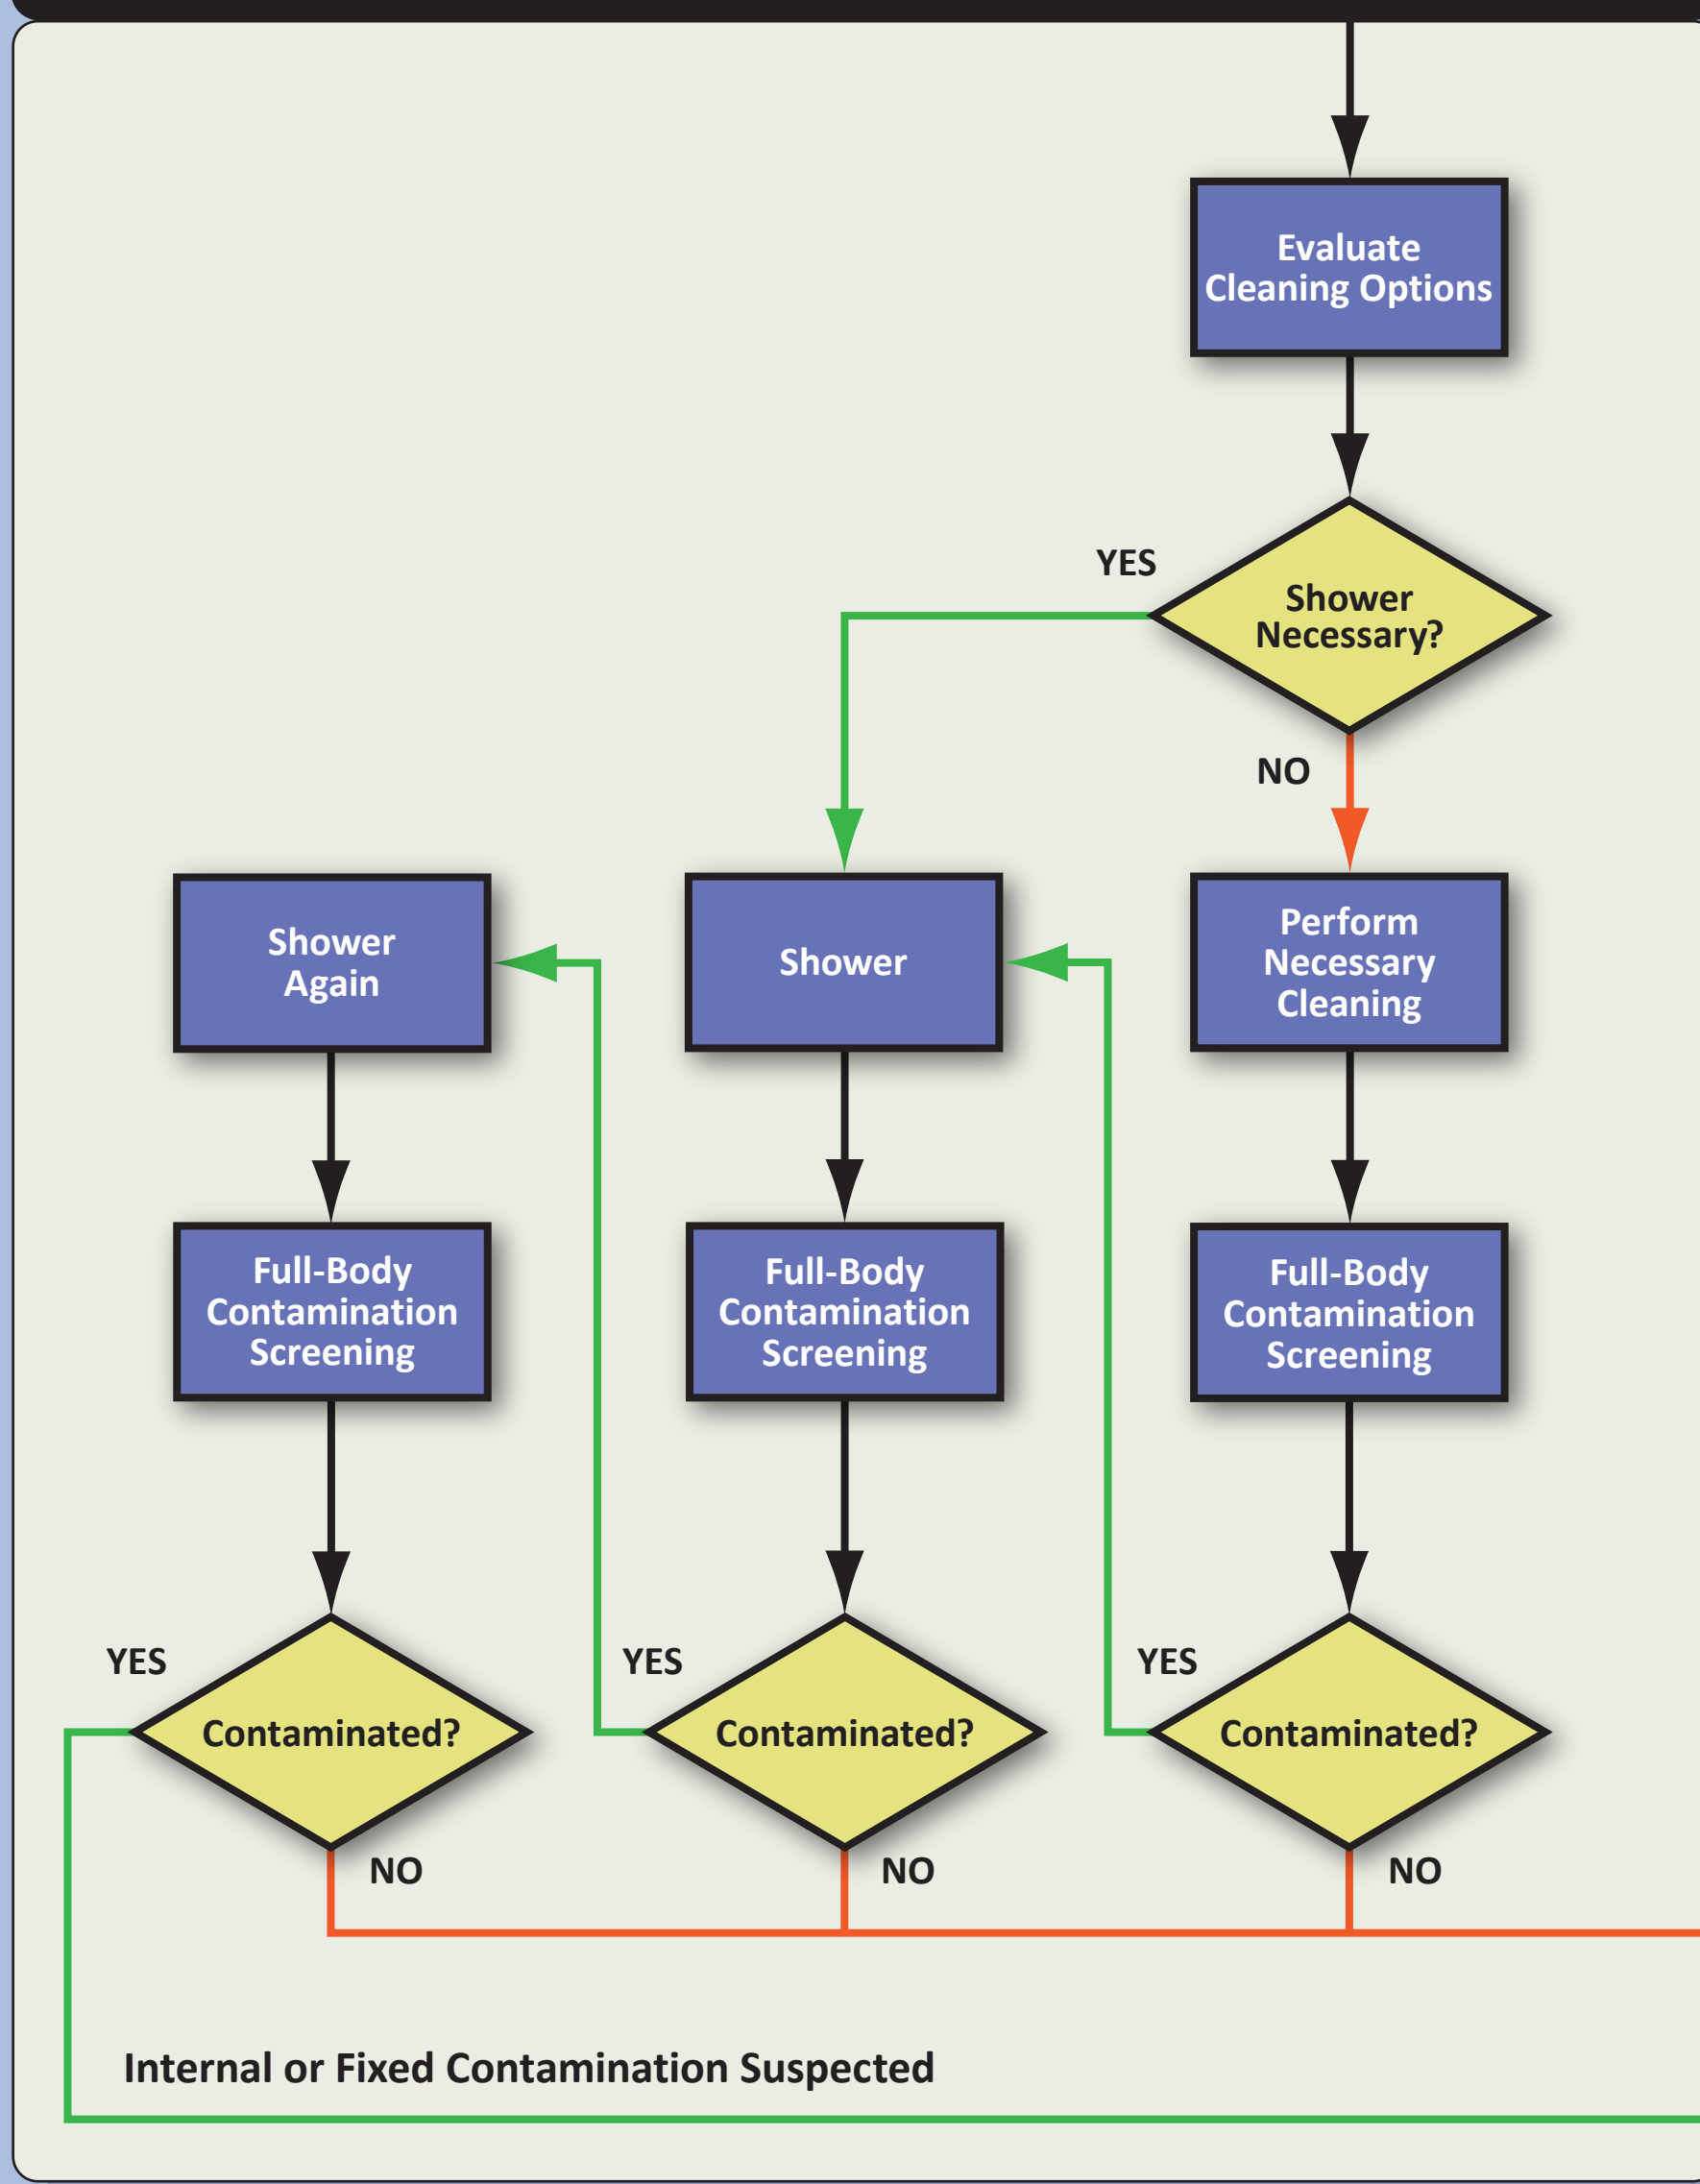 Evaluate
Cleaning Options
YES
Shower
Necessary?
NO
Shower
Again
Shower
Perform
Necessary
Cleaning
Full-Body
Contamination
Screening
Full-Body
Contamination
Screening
Full-Body
Contamination
Screening
YES
Contaminated?
NO
YES
Contaminated?
NO
YES
Contaminated?
NO
Internal or Fixed Contamination Suspected